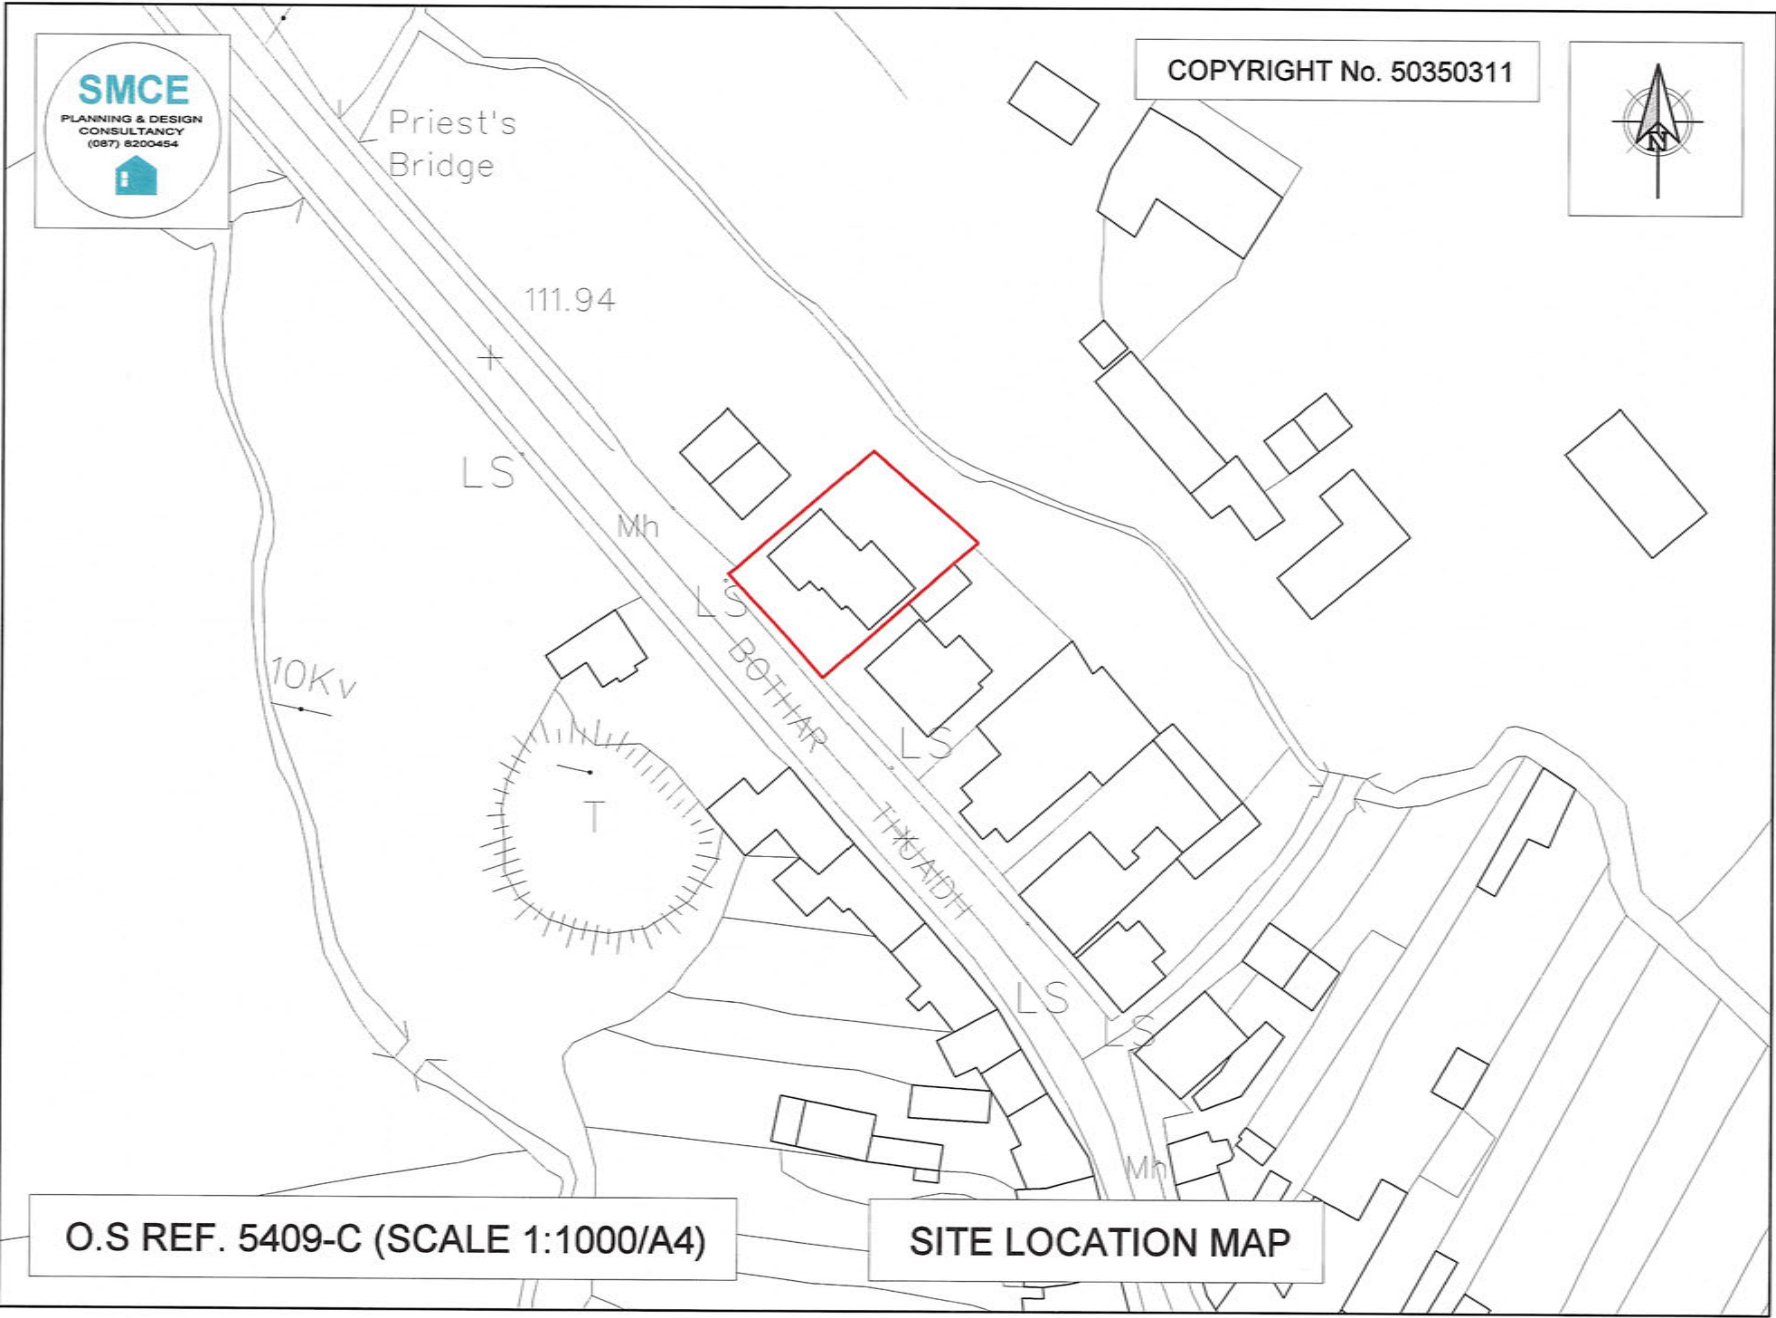 SMCE
PLANNING & DESIGN
CONSULTANCY
(087) 8200454
COPYRIGHT No. 50350311
N
Priest's
Bridge
111.94
LS
Mh
LS
BOTHAR
10Kv
LS
T
THUAIDH
LS
LS
Mh
O.S REF. 5409-C (SCALE 1:1000/A4)
SITE LOCATION MAP